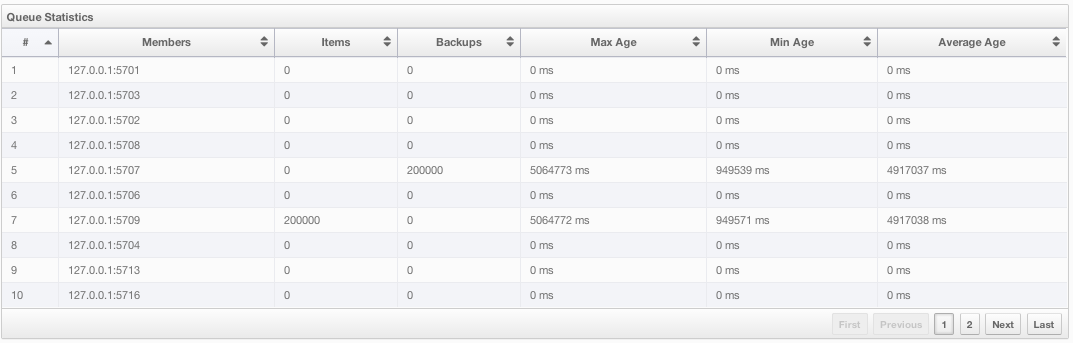 Queue Statistics
# Members Items Backups Max Age Min Age Average Age
1 127.0.0.1:5701 0 0 0 ms 0 ms 0 ms
2 127.0.0.1:5703 0 0 0 ms 0 ms 0 ms
3 127.0.0.1:5702 0 0 0 ms 0 ms 0 ms
4 127.0.0.1:5708 0 0 0 ms 0 ms 0 ms
5 127.0.0.1:5707 0 200000 5064773 ms 949539 ms 4917037 ms
6 127.0.0.1:5706 0 0 0 ms 0 ms 0 ms
7 127.0.0.1:5709 200000 0 5064772 ms 949571 ms 4917038 ms
8 127.0.0.1:5704 0 0 0 ms 0 ms 0 ms
9 127.0.0.1:5713 0 0 0 ms 0 ms 0 ms
10 127.0.0.1:5716 0 0 0 ms 0 ms 0 ms
First Previous 1 2 Next Last